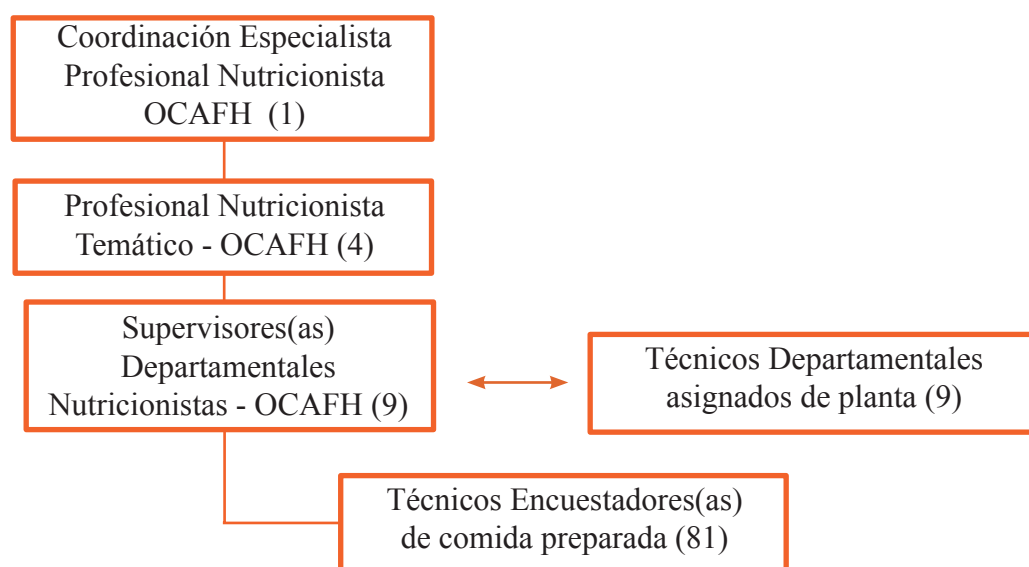 Coordinación Especialista
Profesional Nutricionista
OCAFH (1)
Profesional Nutricionista
Temático - OCAFH (4)
Supervisores(as)
Departamentales
Nutricionistas - OCAFH (9)
Técnicos Departamentales
asignados de planta (9)
Técnicos Encuestadores(as)
de comida preparada (81)